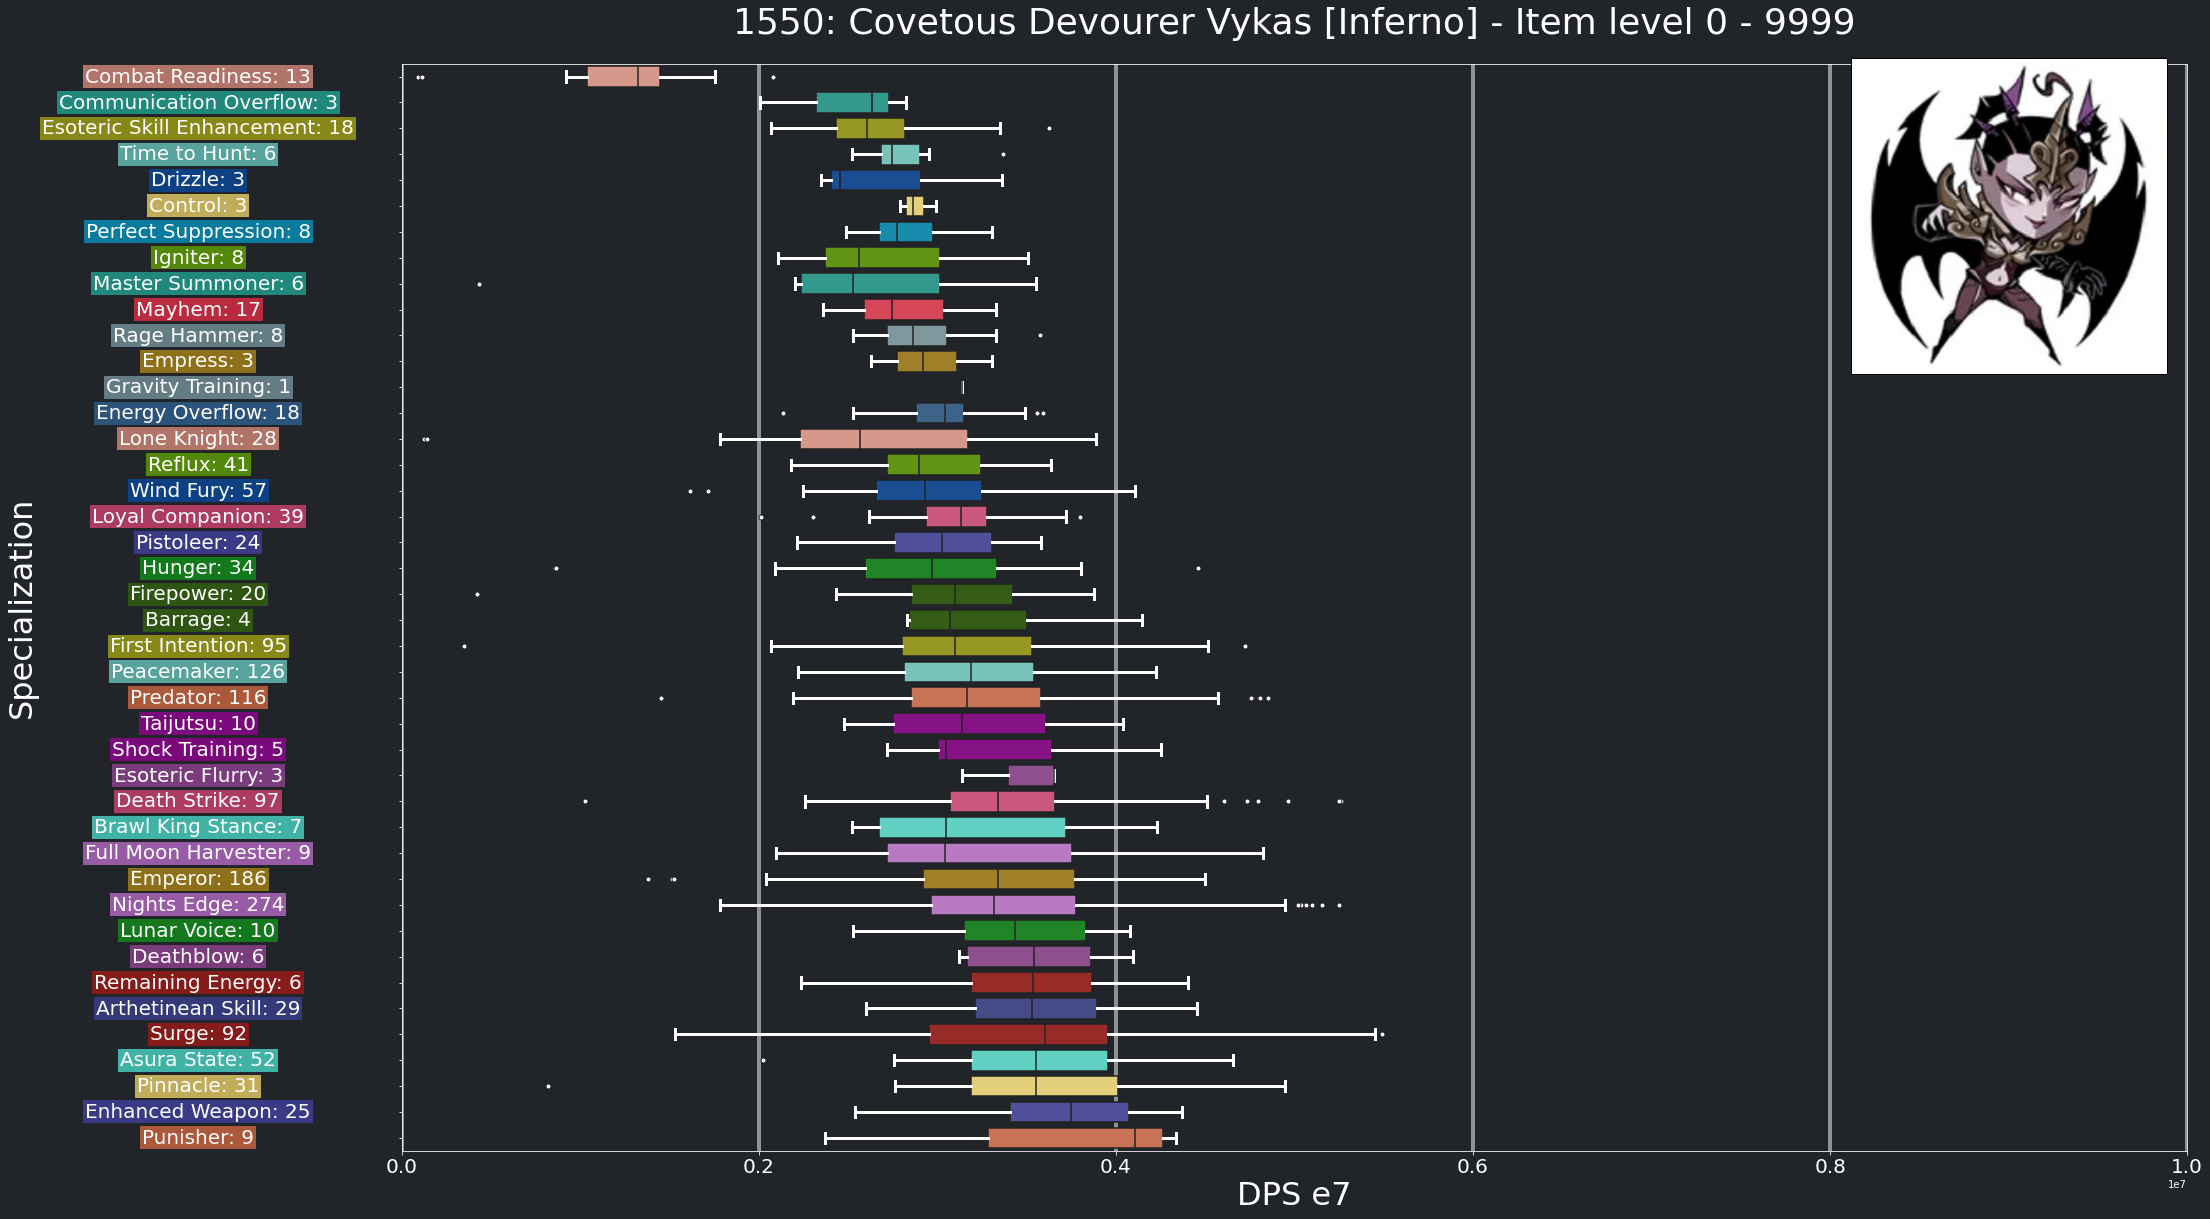 1550: Covetous Devourer Vykas [Inferno] - Item level 0 - 9999
Specialization
Combat Readiness: 13
Communication Overflow: 3
Esoteric Skill Enhancement: 18
Time to Hunt: 6
Drizzle: 3
Control: 3
Perfect Suppression: 8
Igniter: 8
Master Summoner: 6
Mayhem: 17
Rage Hammer: 8
Empress: 3
Gravity Training: 1
Energy Overflow: 18
Lone Knight: 28
Reflux: 41
Wind Fury: 57
Loyal Companion: 39
Pistoleer: 24
Hunger: 34
Firepower: 20
Barrage: 4
First Intention: 95
Peacemaker: 126
Predator: 116
Taijutsu: 10
Shock Training: 5
Esoteric Flurry: 3
Death Strike: 97
Brawl King Stance: 7
Full Moon Harvester: 9
Emperor: 186
Nights Edge: 274
Lunar Voice: 10
Deathblow: 6
Remaining Energy: 6
Arthetinean Skill: 29
Surge: 92
Asura State: 52
Pinnacle: 31
Enhanced Weapon: 25
Punisher: 9
0.0 0.2 0.4 0.6 0.8 1.0
1e7
DPS e7